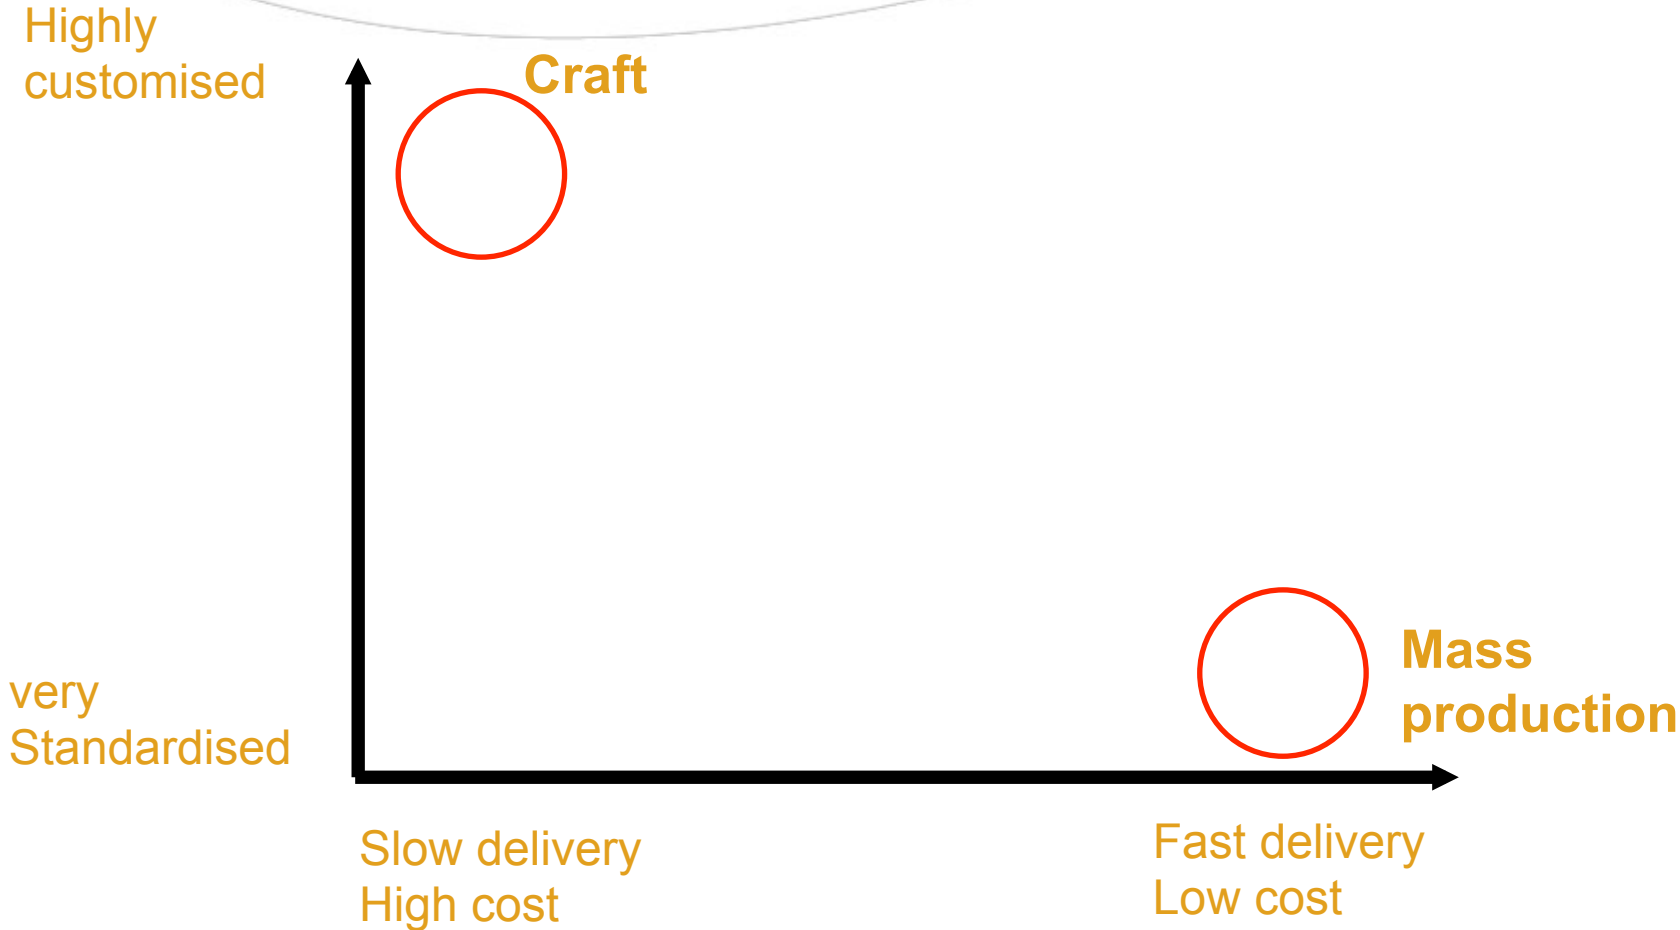 Highly
customised
Craft
Mass
production
very
Standardised
Slow delivery
High cost
Fast delivery
Low cost